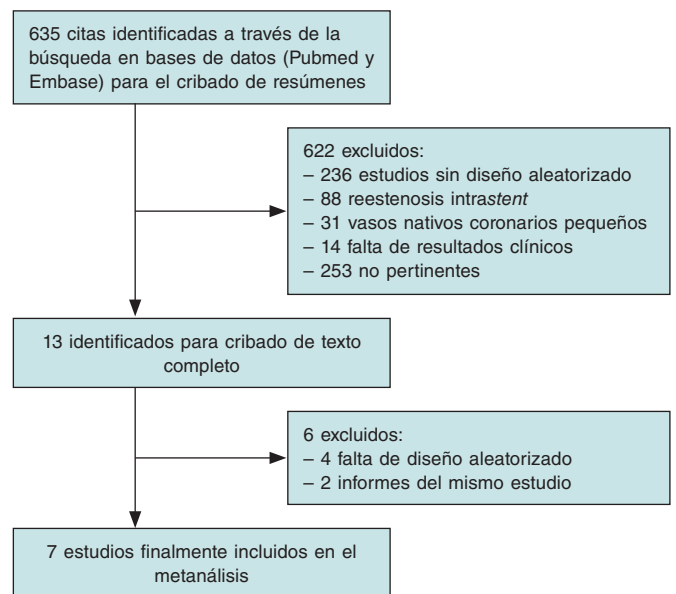 635 citas identificadas a través de la
búsqueda en bases de datos (Pubmed y
Embase) para el cribado de resúmenes
622 excluidos:
– 236 estudios sin diseño aleatorizado
– 88 reestenosis intrastent
– 31 vasos nativos coronarios pequeños
– 14 falta de resultados clínicos
– 253 no pertinentes
13 identificados para cribado de texto
completo
6 excluidos:
– 4 falta de diseño aleatorizado
– 2 informes del mismo estudio
7 estudios finalmente incluidos en el
metanálisis